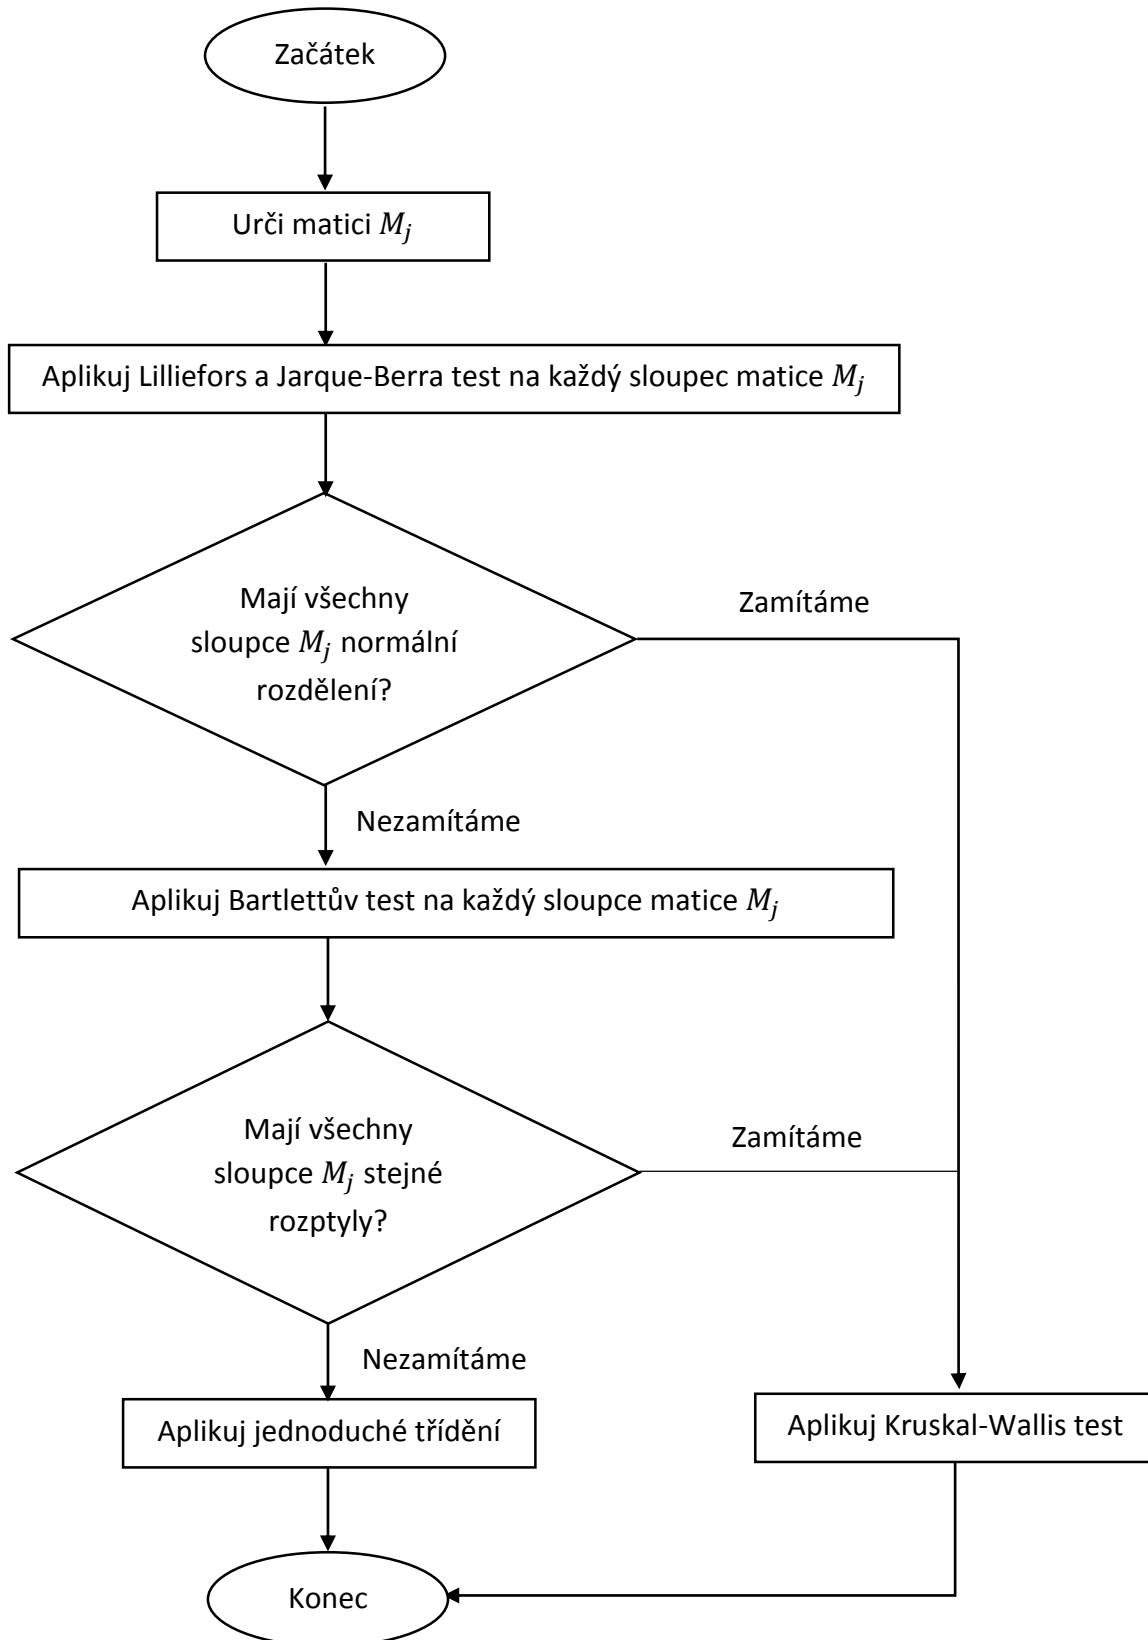 Začátek
Urči matici M_j
Aplikuj Lilliefors a Jarque-Berra test na každý sloupec matice M_j
Mají všechny
sloupce M_j normální
rozdělení?
Zamítáme
Nezamítáme
Aplikuj Bartlettův test na každý sloupce matice M_j
Mají všechny
sloupce M_j stejné
rozptyly?
Zamítáme
Nezamítáme
Aplikuj jednoduché třídění
Aplikuj Kruskal-Wallis test
Konec